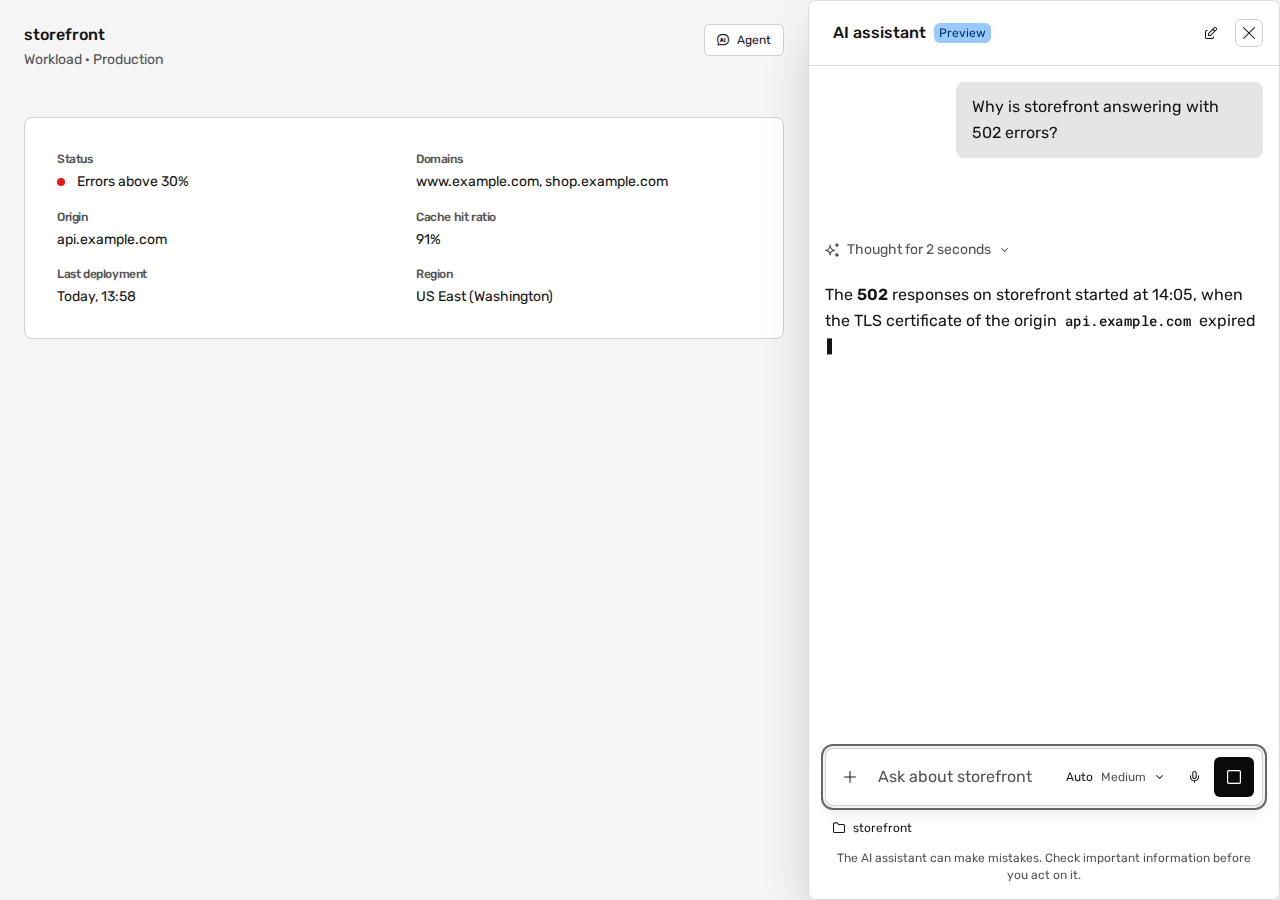 storefront
Workload • Production
Agent
Status
Errors above 30%
Domains
www.example.com, shop.example.com
Origin
api.example.com
Cache hit ratio
91%
Last deployment
Today, 13:58
Region
US East (Washington)
AI assistant
Preview
Why is storefront answering with
502 errors?
Thought for 2 seconds
The 502 responses on storefront started at 14:05, when
the TLS certificate of the origin api.example.com expired
Ask about storefront
Auto Medium
storefront
The AI assistant can make mistakes. Check important information before
you act on it.